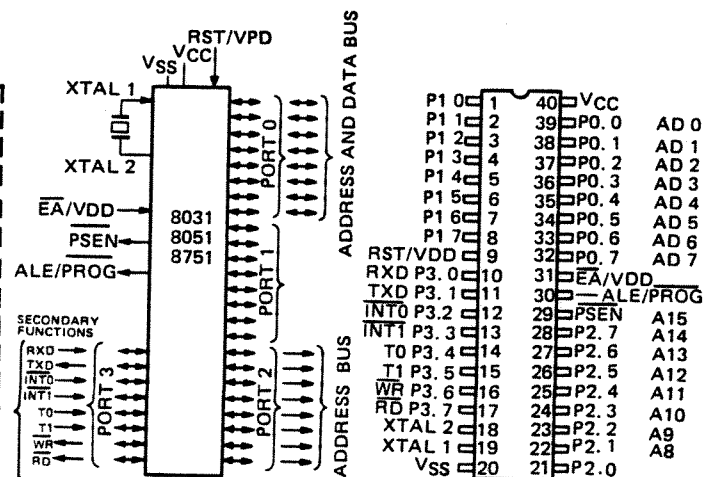 RST/VPD
VCC
VSS
XTAL 1
XTAL 2
EA/VDD
PSEN
ALE/PROG
8031
8051
8751
PORT 0
ADDRESS AND DATA BUS
PORT 1
PORT 2
ADDRESS BUS
SECONDARY
FUNCTIONS
RXD
TXD
INT0
INT1
T0
T1
WR
RD
PORT 3
P1 0 1 40 VCC
P1 1 2 39 P0. 0 AD 0
P1 2 3 38 P0. 1 AD 1
P1 3 4 37 P0. 2 AD 2
P1 4 5 36 P0. 3 AD 3
P1 5 6 35 P0. 4 AD 4
P1 6 7 34 P0. 5 AD 5
P1 7 8 33 P0. 6 AD 6
RST/VDD 9 32 P0. 7 AD 7
RXD P3. 0 10 31 EA/VDD
TXD P3. 1 11 30 ALE/PROG
INT0 P3. 2 12 29 PSEN
INT1 P3. 3 13 28 P2. 7 A15
T0 P3. 4 14 27 P2. 6 A14
T1 P3. 5 15 26 P2. 5 A13
WR P3. 6 16 25 P2. 4 A12
RD P3. 7 17 24 P2. 3 A11
XTAL 2 18 23 P2. 2 A10
XTAL 1 19 22 P2. 1 A9
VSS 20 21 P2. 0 A8